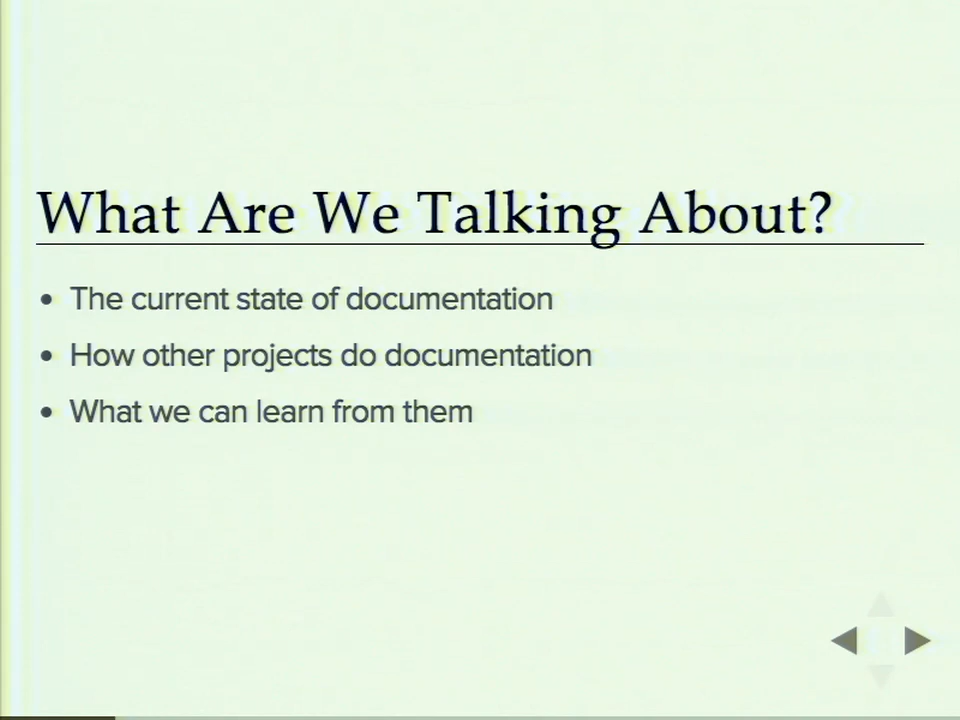 What Are We Talking About?
• The current state of documentation
• How other projects do documentation
• What we can learn from them